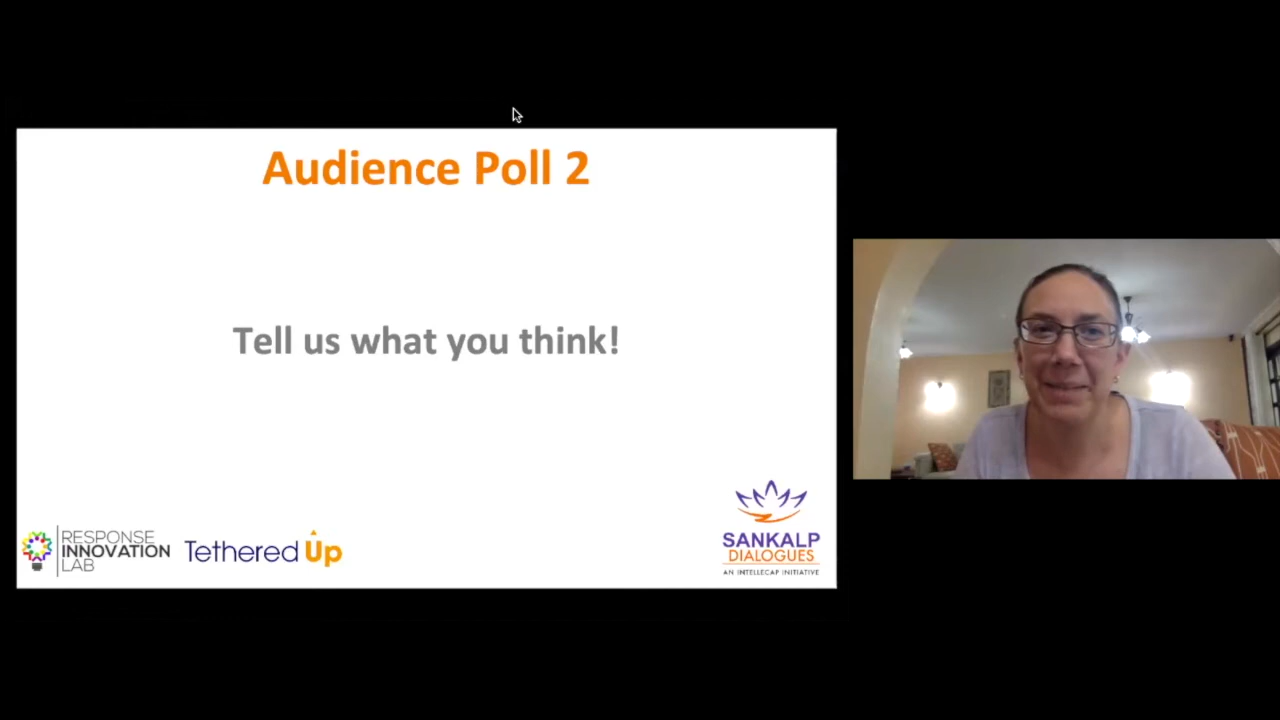 Audience Poll 2
Tell us what you think!
RESPONSE
INNOVATION
LAB
Tethered Up
SANKALP
DIALOGUES
AN INTELLECAP INITIATIVE